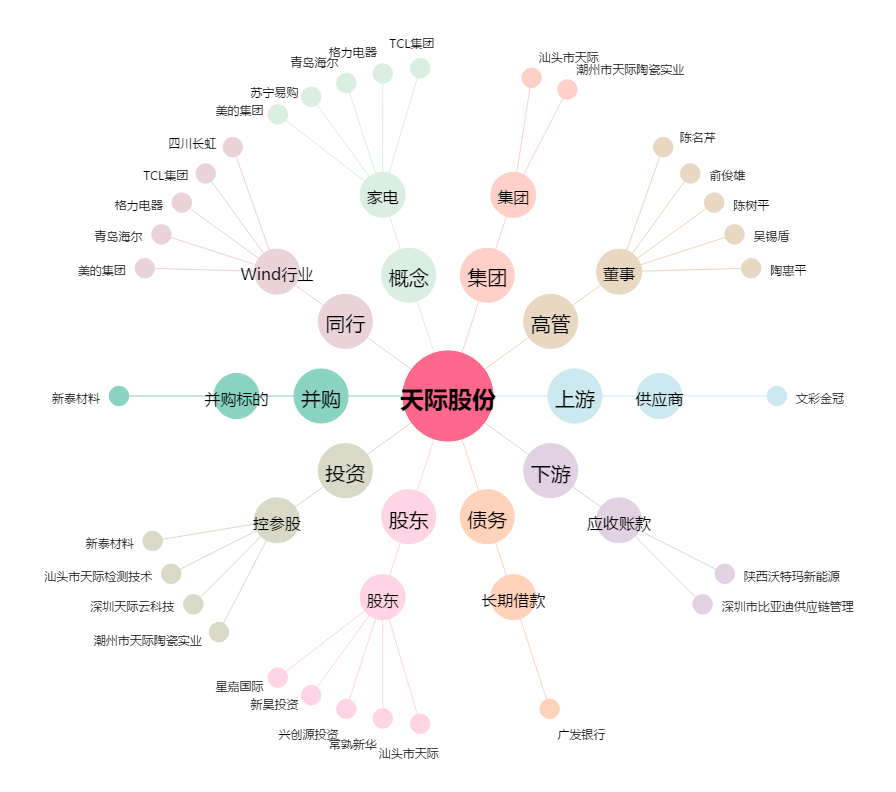 TCL集团
格力电器
青岛海尔
苏宁易购
美的集团
家电
概念
汕头市天际
潮州市天际陶瓷实业
集团
集团
四川长虹
TCL集团
格力电器
青岛海尔
美的集团
Wind行业
同行
陈名芹
俞俊雄
陈树平
吴锡盾
陶惠平
董事
高管
新泰材料
并购标的
并购
天际股份
上游
供应商
文彩金冠
投资
控参股
新泰材料
汕头市天际检测技术
深圳天际云科技
潮州市天际陶瓷实业
下游
应收账款
陕西沃特玛新能源
深圳市比亚迪供应链管理
股东
股东
星嘉国际
新昊投资
兴创源投资
常熟新华
汕头市天际
债务
长期借款
广发银行